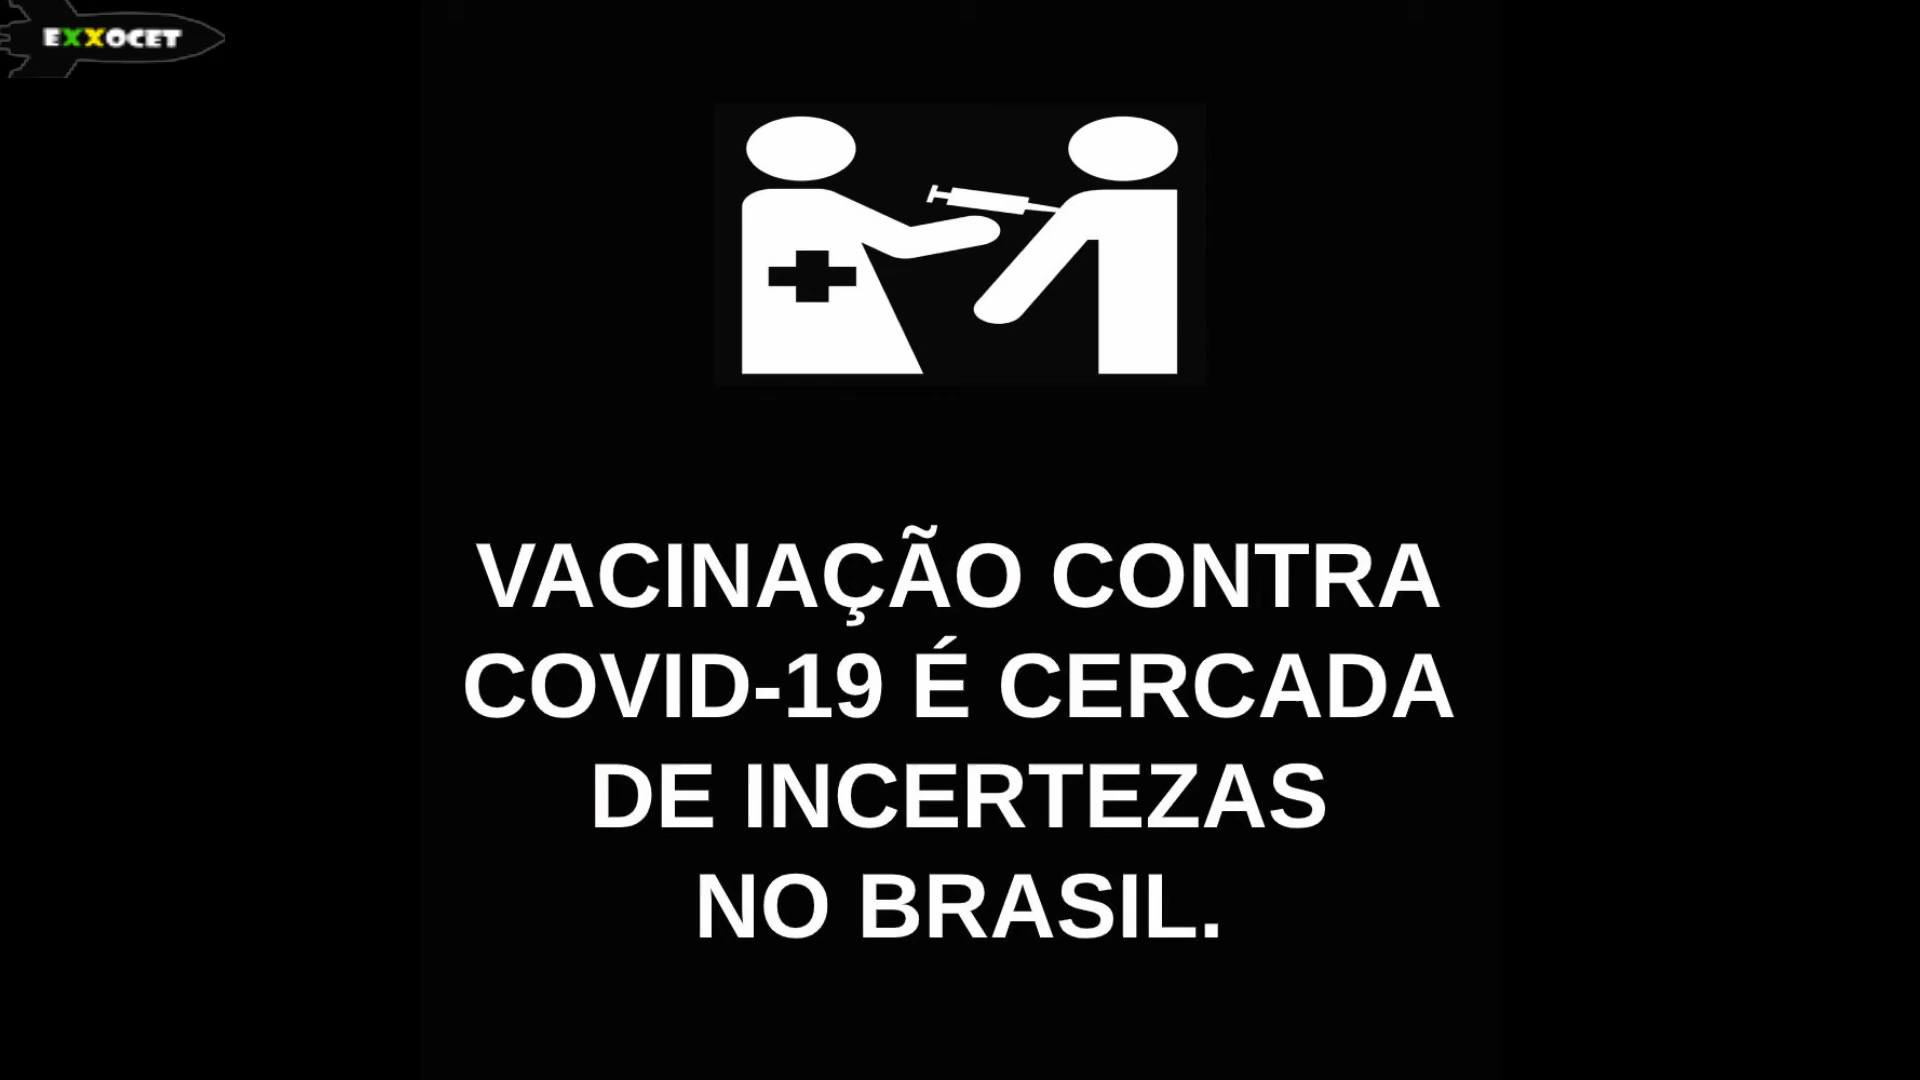 EXXOCET
VACINAÇÃO CONTRA
COVID-19 É CERCADA
DE INCERTEZAS
NO BRASIL.